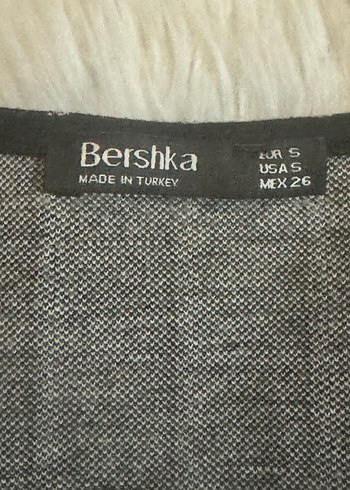 Bershka
MADE IN TURKEY
EUR S
USA S
MEX 26